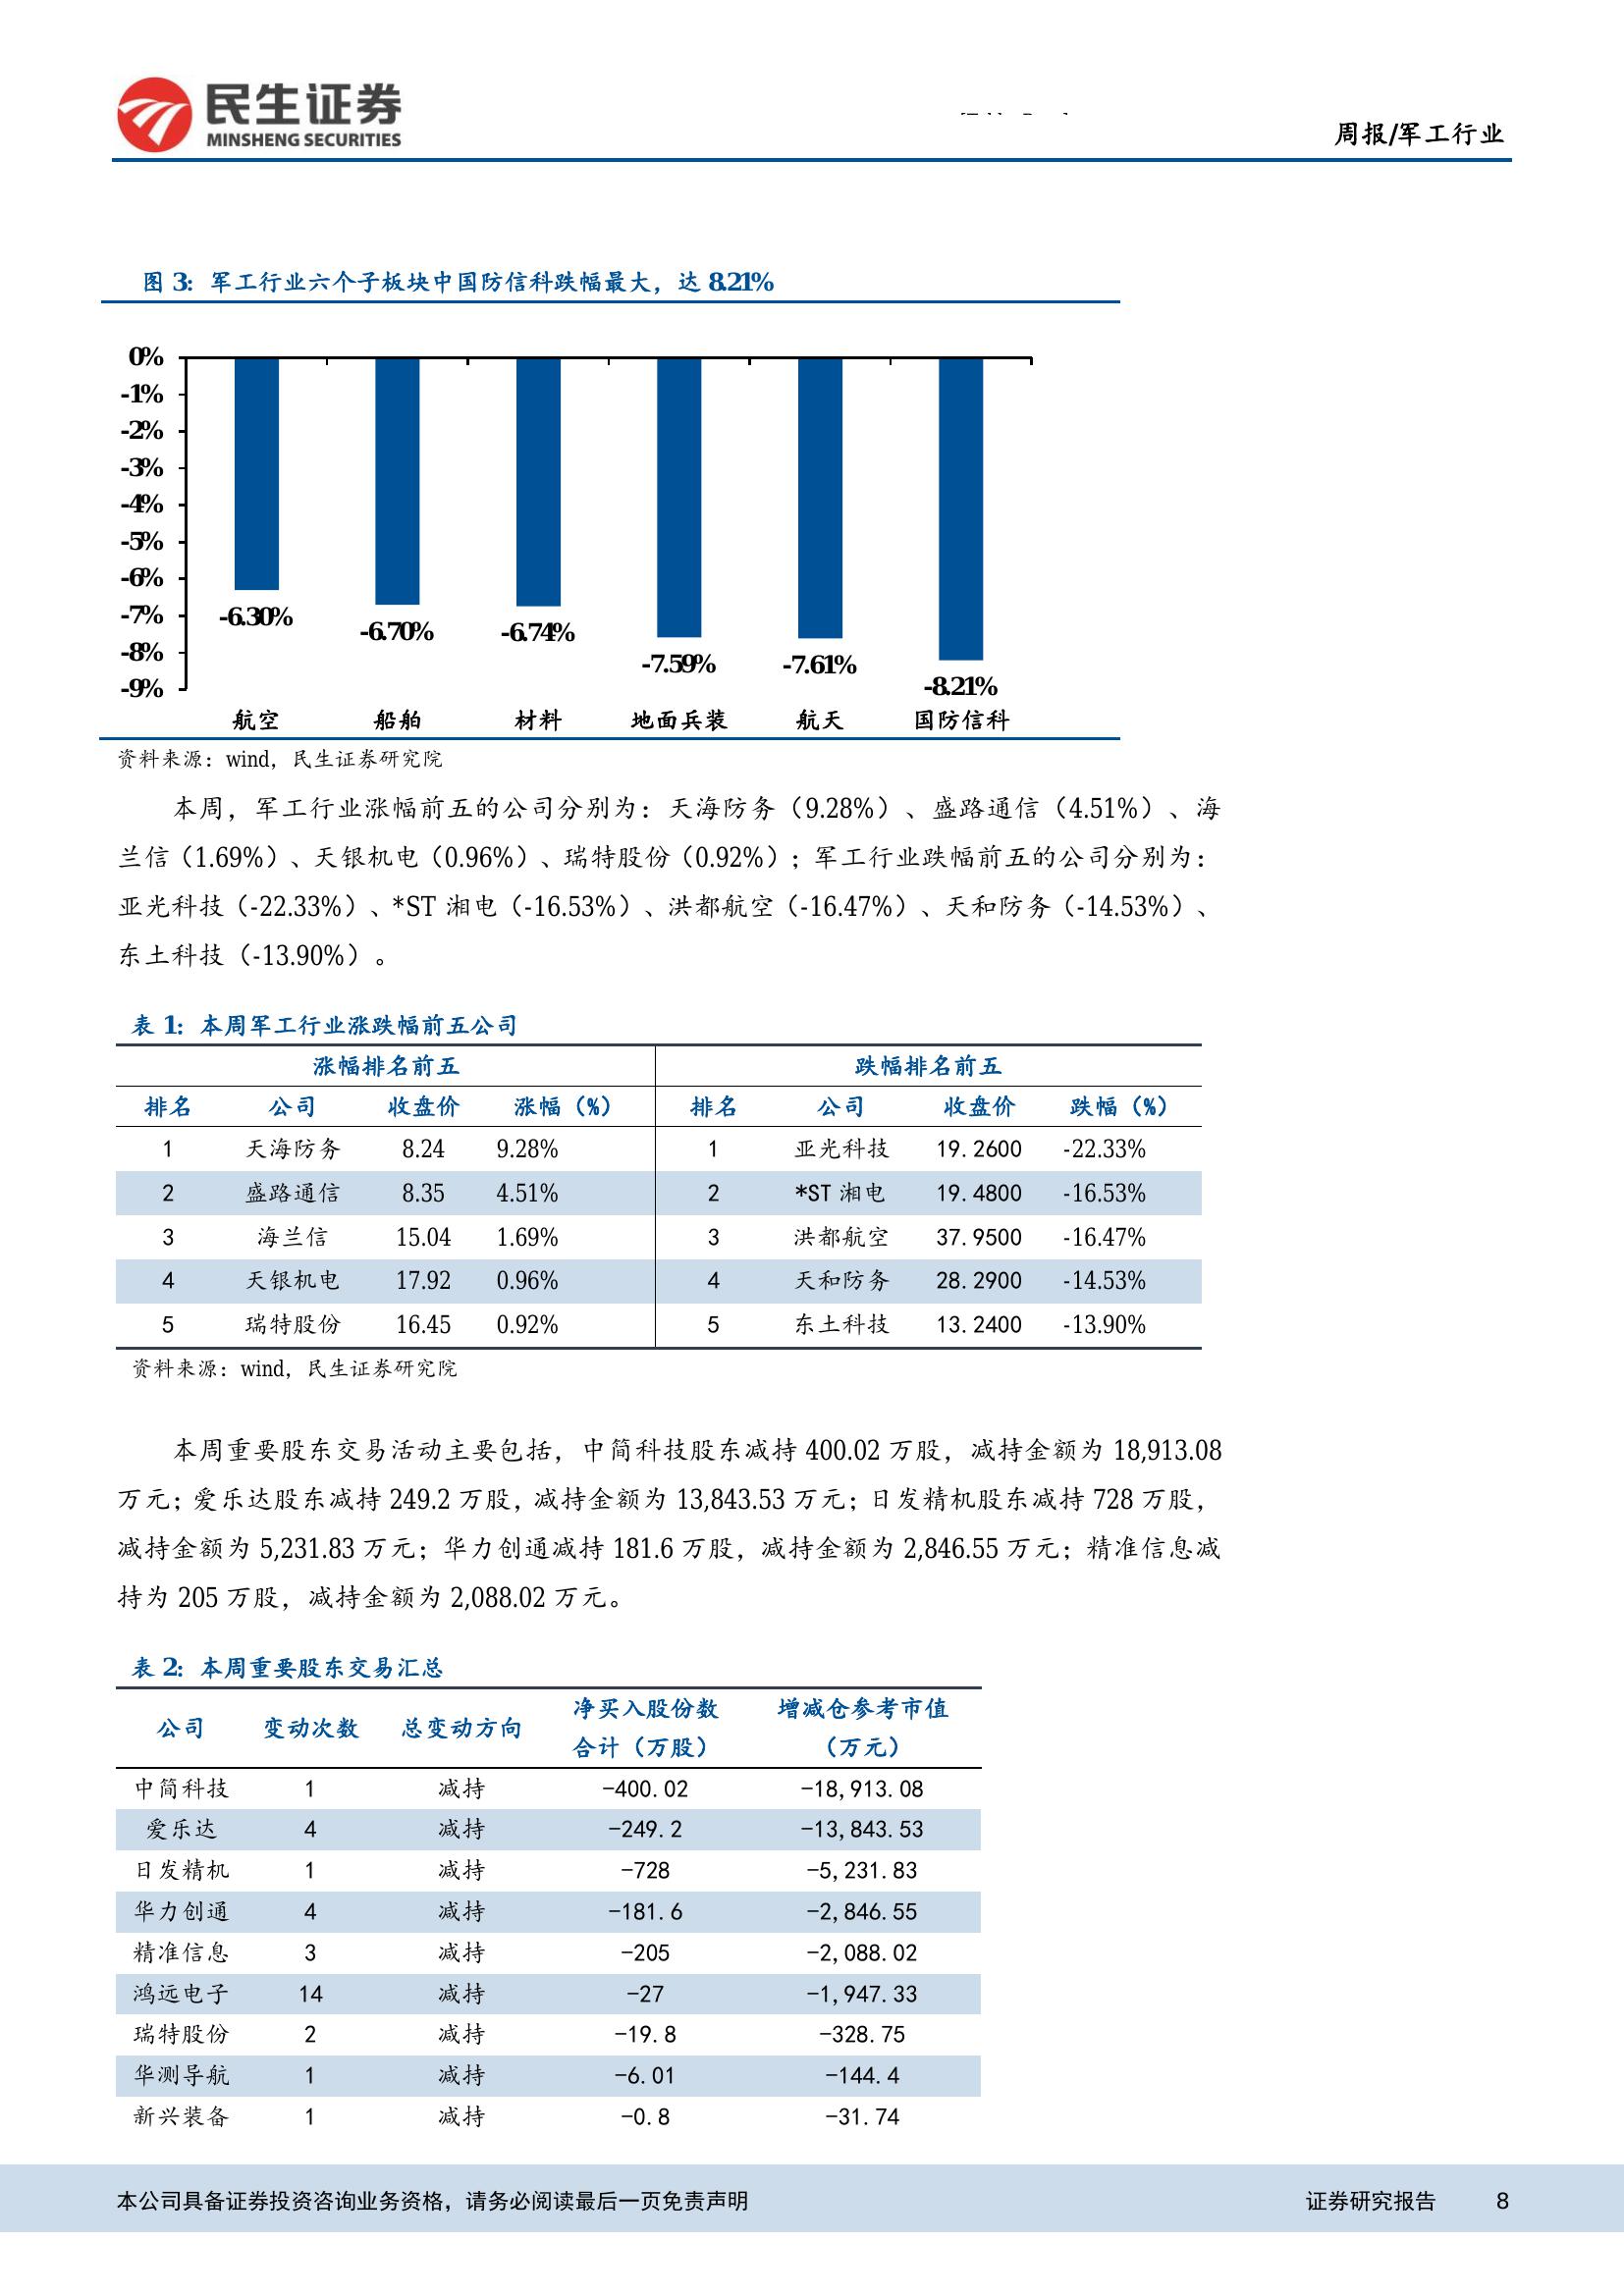 民生证券
MINSHENG SECURITIES
周报/军工行业
图 3：军工行业六个子板块中国防信科跌幅最大，达 8.21%
0%
-1%
-2%
-3%
-4%
-5%
-6%
-7%
-8%
-9%
-6.30% -6.70% -6.74% -7.59% -7.61% -8.21%
航空 船舶 材料 地面兵装 航天 国防信科
资料来源：wind，民生证券研究院
本周，军工行业涨幅前五的公司分别为：天海防务（9.28%）、盛路通信（4.51%）、海
兰信（1.69%）、天银机电（0.96%）、瑞特股份（0.92%）；军工行业跌幅前五的公司分别为：
亚光科技（-22.33%）、*ST 湘电（-16.53%）、洪都航空（-16.47%）、天和防务（-14.53%）、
东土科技（-13.90%）。
表 1：本周军工行业涨跌幅前五公司
涨幅排名前五 跌幅排名前五
排名 公司 收盘价 涨幅（%） 排名 公司 收盘价 跌幅（%）
1 天海防务 8.24 9.28% 1 亚光科技 19.2600 -22.33%
2 盛路通信 8.35 4.51% 2 *ST 湘电 19.4800 -16.53%
3 海兰信 15.04 1.69% 3 洪都航空 37.9500 -16.47%
4 天银机电 17.92 0.96% 4 天和防务 28.2900 -14.53%
5 瑞特股份 16.45 0.92% 5 东土科技 13.2400 -13.90%
资料来源：wind，民生证券研究院
本周重要股东交易活动主要包括，中简科技股东减持 400.02 万股，减持金额为 18,913.08
万元；爱乐达股东减持 249.2 万股，减持金额为 13,843.53 万元；日发精机股东减持 728 万股，
减持金额为 5,231.83 万元；华力创通减持 181.6 万股，减持金额为 2,846.55 万元；精准信息减
持为 205 万股，减持金额为 2,088.02 万元。
表 2：本周重要股东交易汇总
公司 变动次数 总变动方向 净买入股份数 增减仓参考市值
合计（万股） （万元）
中简科技 1 减持 -400.02 -18,913.08
爱乐达 4 减持 -249.2 -13,843.53
日发精机 1 减持 -728 -5,231.83
华力创通 4 减持 -181.6 -2,846.55
精准信息 3 减持 -205 -2,088.02
鸿远电子 14 减持 -27 -1,947.33
瑞特股份 2 减持 -19.8 -328.75
华测导航 1 减持 -6.01 -144.4
新兴装备 1 减持 -0.8 -31.74
本公司具备证券投资咨询业务资格，请务必阅读最后一页免责声明 证券研究报告 8